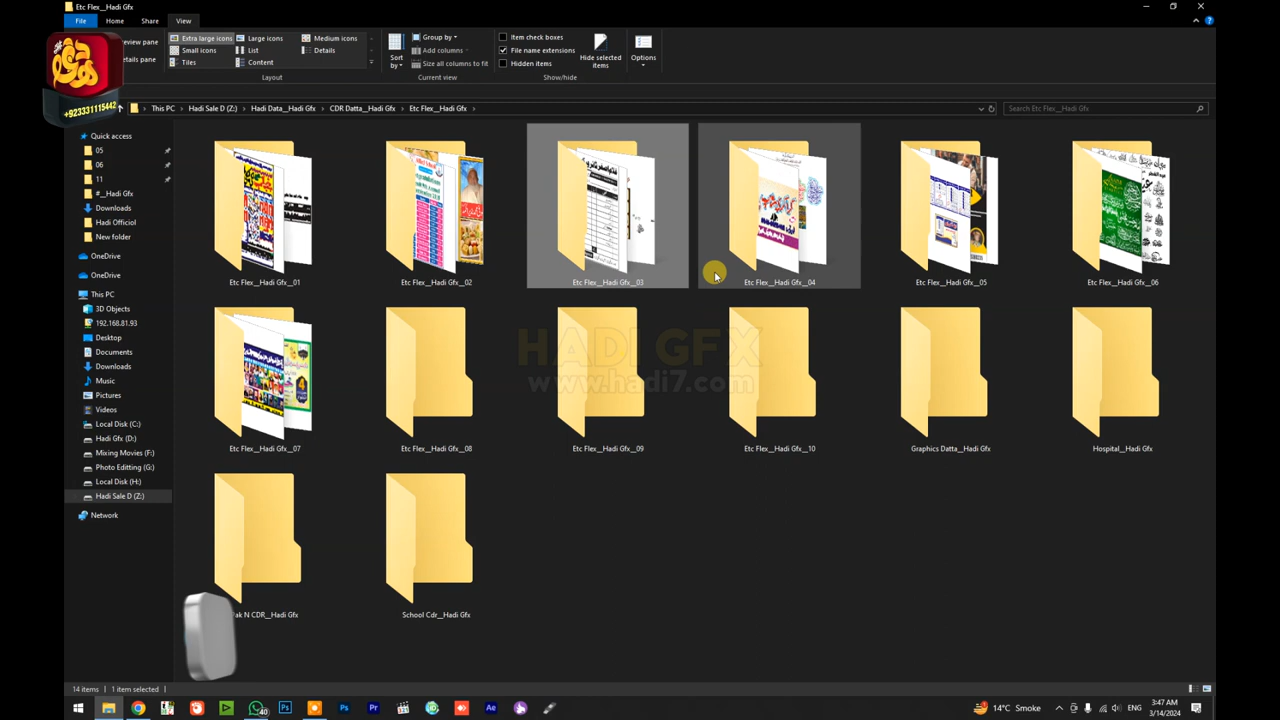 Etc Flex__Hadi Gfx
File Home Share View
Extra large icons Large icons Medium icons
Small icons List Details
Tiles Content
Layout
Sort by
Group by
Add columns
Size all columns to fit
Current view
Item check boxes
File name extensions
Hidden items
Hide selected items
Show/hide
Options
+923331115442
This PC › Hadi Sale D (Z:) › Hadi Data__Hadi Gfx › CDR Datta__Hadi Gfx › Etc Flex__Hadi Gfx ›
Search Etc Flex__Hadi Gfx
Quick access
05
06
11
#__Hadi Gfx
Downloads
Hadi Officiol
New folder
OneDrive
OneDrive
This PC
3D Objects
192.168.81.93
Desktop
Documents
Downloads
Music
Pictures
Videos
Local Disk (C:)
Hadi Gfx (D:)
Mixing Movies (F:)
Photo Editting (G:)
Local Disk (H:)
Hadi Sale D (Z:)
Network
Etc Flex__Hadi Gfx__01
Etc Flex__Hadi Gfx__02
Etc Flex__Hadi Gfx__03
Etc Flex__Hadi Gfx__04
Etc Flex__Hadi Gfx__05
Etc Flex__Hadi Gfx__06
HADI GFX
www.hadi7.com
Etc Flex__Hadi Gfx__07
Etc Flex__Hadi Gfx__08
Etc Flex__Hadi Gfx__09
Etc Flex__Hadi Gfx__10
Graphics Datta__Hadi Gfx
Hospital__Hadi Gfx
N CDR__Hadi Gfx
School Cdr__Hadi Gfx
14 items 1 item selected
40
14°C Smoke
3:47 AM
3/14/2024